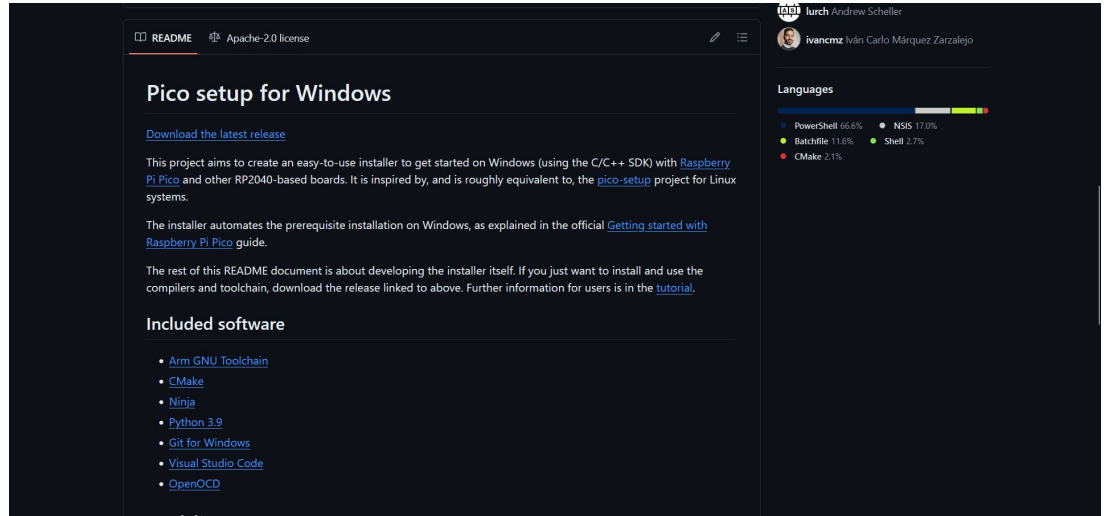 README
Apache-2.0 license
Pico setup for Windows
Download the latest release
This project aims to create an easy-to-use installer to get started on Windows (using the C/C++ SDK) with Raspberry
Pi Pico and other RP2040-based boards. It is inspired by, and is roughly equivalent to, the pico-setup project for Linux
systems.
The installer automates the prerequisite installation on Windows, as explained in the official Getting started with
Raspberry Pi Pico guide.
The rest of this README document is about developing the installer itself. If you just want to install and use the
compilers and toolchain, download the release linked to above. Further information for users is in the tutorial.
Included software
Arm GNU Toolchain
CMake
Ninja
Python 3.9
Git for Windows
Visual Studio Code
OpenOCD
lurch Andrew Scheller
ivancmz Iván Carlo Márquez Zarzalejo
Languages
PowerShell 66.6%
NSIS 17.0%
Batchfile 11.6%
Shell 2.7%
CMake 2.1%